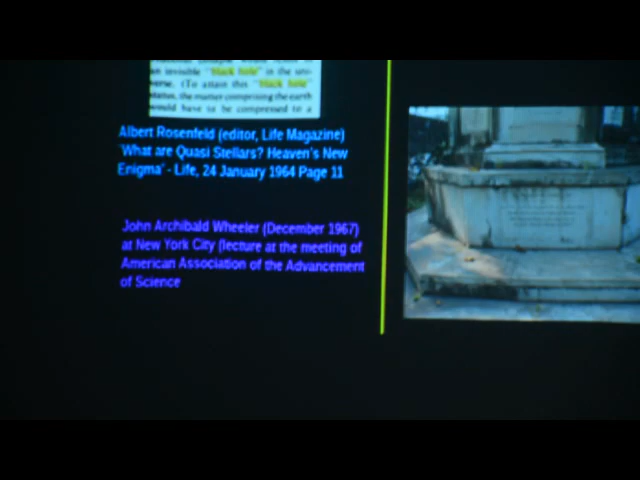 an invisible "black hole" in the uni-
verse. (To attain this "black hole"
status, the matter comprising the earth
would have to be compressed to a
Albert Rosenfeld (editor, Life Magazine)
'What are Quasi Stellars? Heaven's New
Enigma' - Life, 24 January 1964 Page 11
John Archibald Wheeler (December 1967)
at New York City (lecture at the meeting of
American Association of the Advancement
of Science